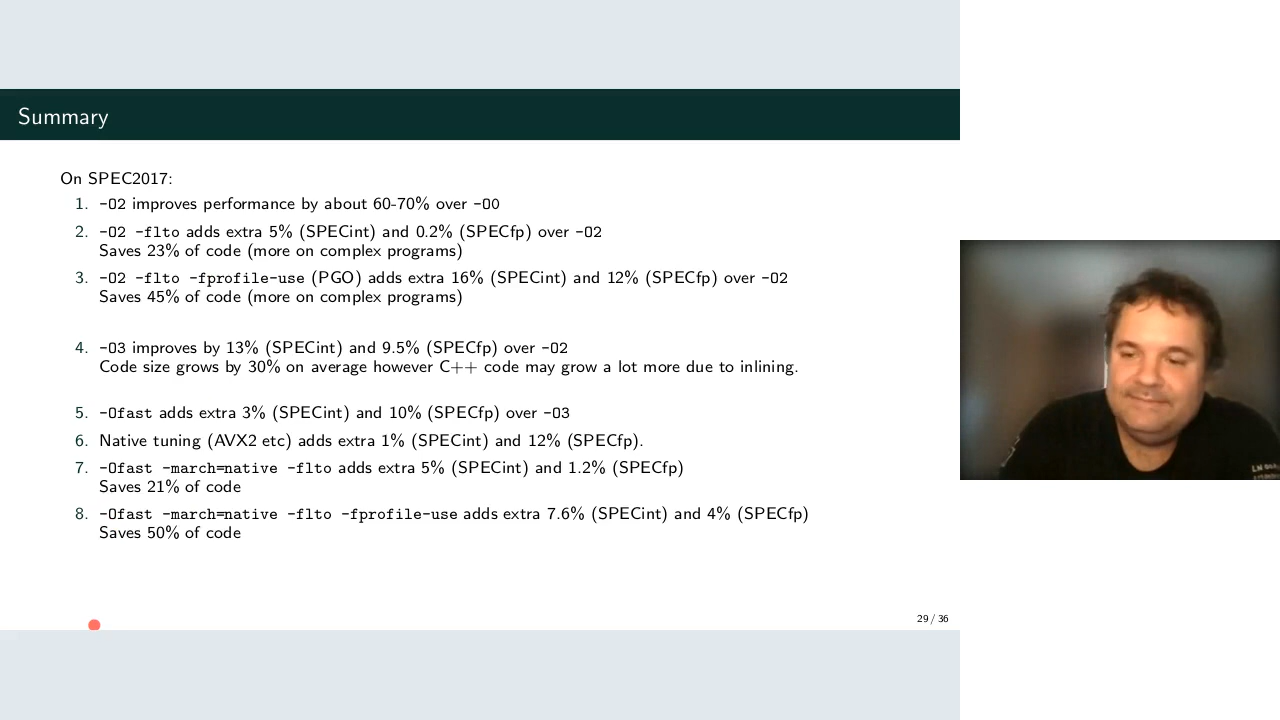 Summary
On SPEC2017:
1. -O2 improves performance by about 60-70% over -O0
2. -O2 -flto adds extra 5% (SPECint) and 0.2% (SPECfp) over -O2
Saves 23% of code (more on complex programs)
3. -O2 -flto -fprofile-use (PGO) adds extra 16% (SPECint) and 12% (SPECfp) over -O2
Saves 45% of code (more on complex programs)
4. -O3 improves by 13% (SPECint) and 9.5% (SPECfp) over -O2
Code size grows by 30% on average however C++ code may grow a lot more due to inlining.
5. -Ofast adds extra 3% (SPECint) and 10% (SPECfp) over -O3
6. Native tuning (AVX2 etc) adds extra 1% (SPECint) and 12% (SPECfp).
7. -Ofast -march=native -flto adds extra 5% (SPECint) and 1.2% (SPECfp)
Saves 21% of code
8. -Ofast -march=native -flto -fprofile-use adds extra 7.6% (SPECint) and 4% (SPECfp)
Saves 50% of code
29 / 36